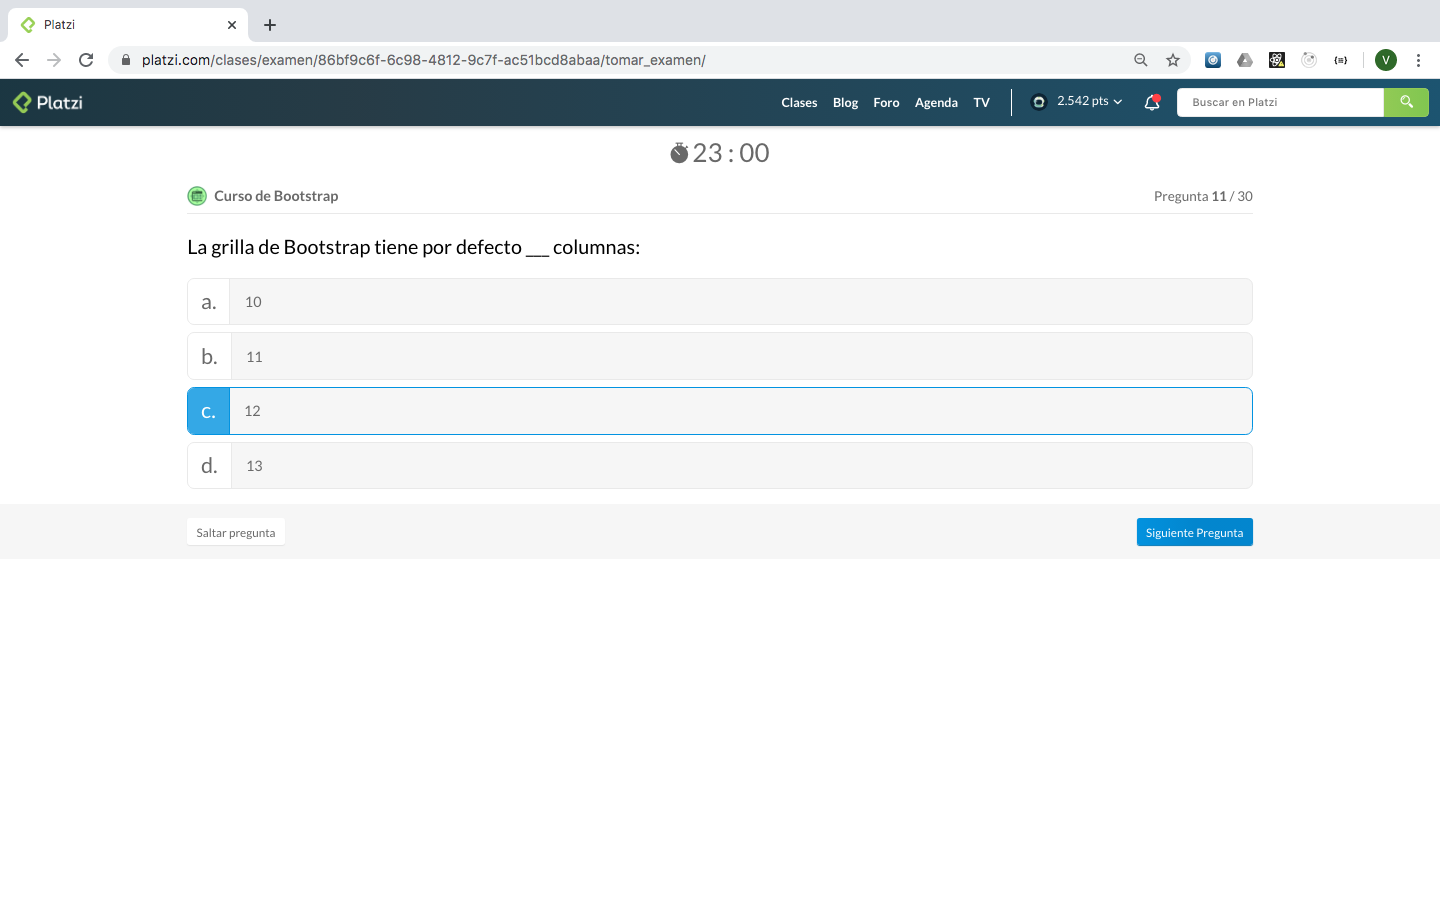 Platzi
platzi.com/clases/examen/86bf9c6f-6c98-4812-9c7f-ac51bcd8abaa/tomar_examen/
V
Platzi
Clases Blog Foro Agenda TV 2.542 pts Buscar en Platzi
23 : 00
Curso de Bootstrap Pregunta 11 / 30
La grilla de Bootstrap tiene por defecto ___ columnas:
a. 10
b. 11
c. 12
d. 13
Saltar pregunta Siguiente Pregunta